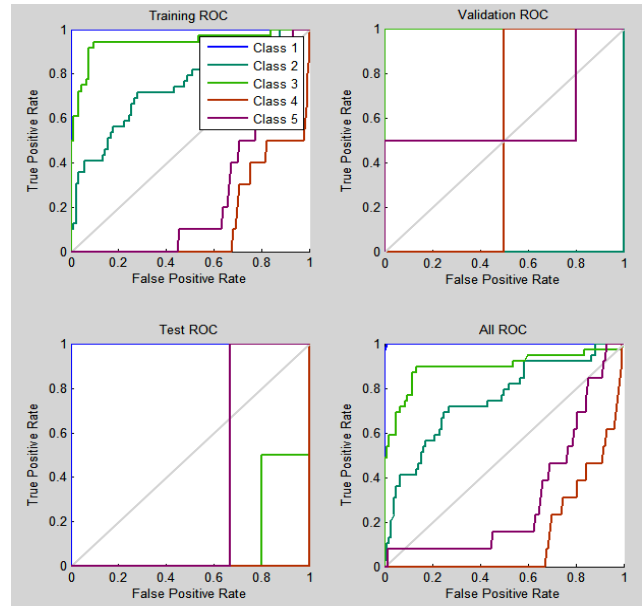 Training ROC
1
0.8
0.6
0.4
0.2
0
True Positive Rate
Class 1
Class 2
Class 3
Class 4
Class 5
0 0.2 0.4 0.6 0.8 1
False Positive Rate
Validation ROC
1
0.8
0.6
0.4
0.2
0
True Positive Rate
0 0.2 0.4 0.6 0.8 1
False Positive Rate
Test ROC
1
0.8
0.6
0.4
0.2
0
True Positive Rate
0 0.2 0.4 0.6 0.8 1
False Positive Rate
All ROC
1
0.8
0.6
0.4
0.2
0
True Positive Rate
0 0.2 0.4 0.6 0.8 1
False Positive Rate